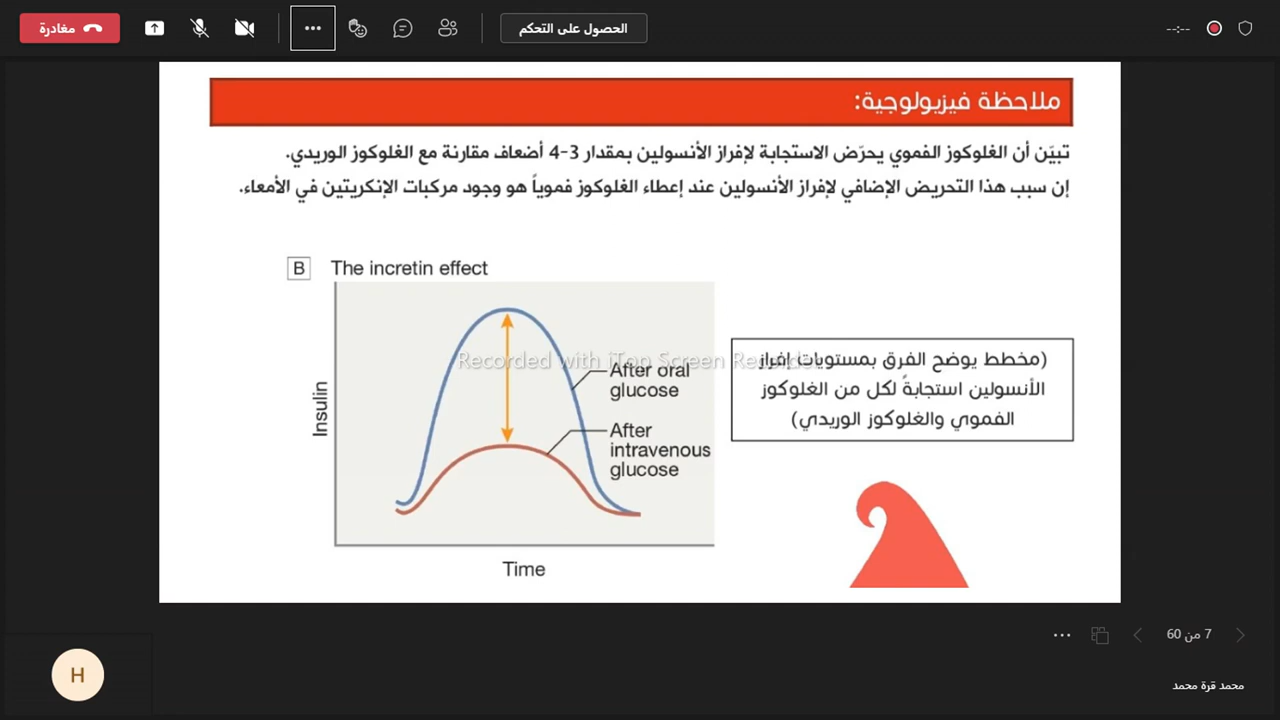 مغادرة
الحصول على التحكم
--:--
ملاحظة فيزيولوجية:
تبيّن أن الغلوكوز الفموي يحرّض الاستجابة لإفراز الأنسولين بمقدار 3-4 أضعاف مقارنة مع الغلوكوز الوريدي.
إن سبب هذا التحريض الإضافي لإفراز الأنسولين عند إعطاء الغلوكوز فموياً هو وجود مركبات الإنكريتين في الأمعاء.
B The incretin effect
Insulin
After oral
glucose
After
intravenous
glucose
Time
Recorded with iTop Screen Recorder
(مخطط يوضح الفرق بمستويات إفراز
الأنسولين استجابةً لكل من الغلوكوز
الفموي والغلوكوز الوريدي)
7 من 60
H
محمد قرة محمد